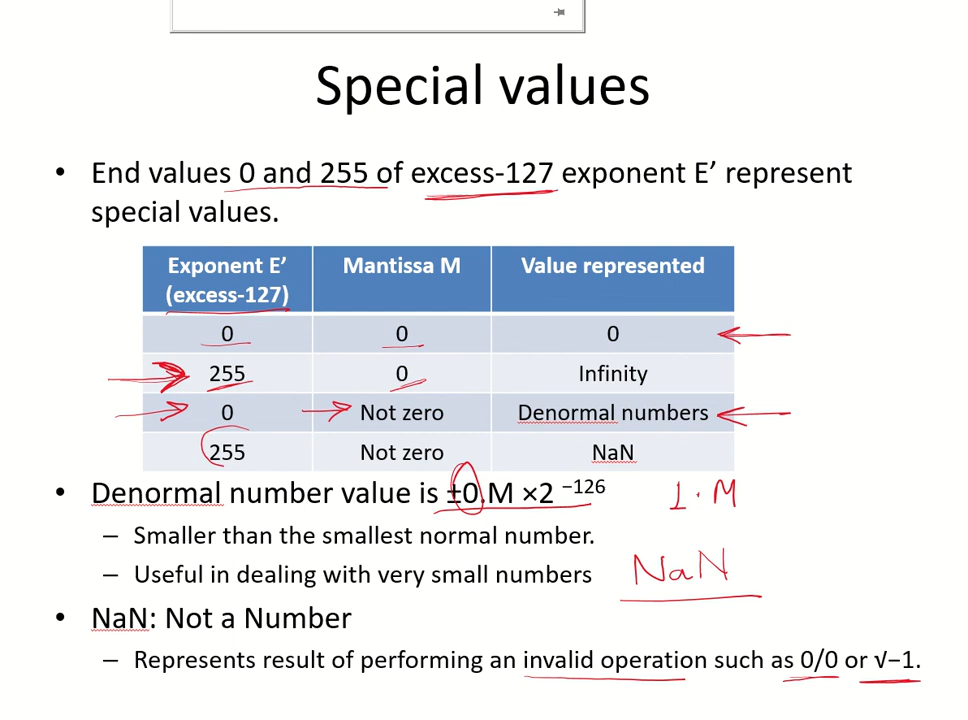 Special values
• End values 0 and 255 of excess-127 exponent E’ represent
special values.
Exponent E’ Mantissa M Value represented
(excess-127)
0 0 0
255 0 Infinity
0 Not zero Denormal numbers
255 Not zero NaN
• Denormal number value is ±0.M ×2 −126
1.M
– Smaller than the smallest normal number.
– Useful in dealing with very small numbers
NaN
• NaN: Not a Number
– Represents result of performing an invalid operation such as 0/0 or √−1.